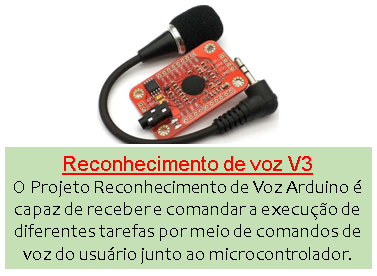 Reconhecimento de voz V3
O Projeto Reconhecimento de Voz Arduino é
capaz de receber e comandar a execução de
diferentes tarefas por meio de comandos de
voz do usuário junto ao microcontrolador.